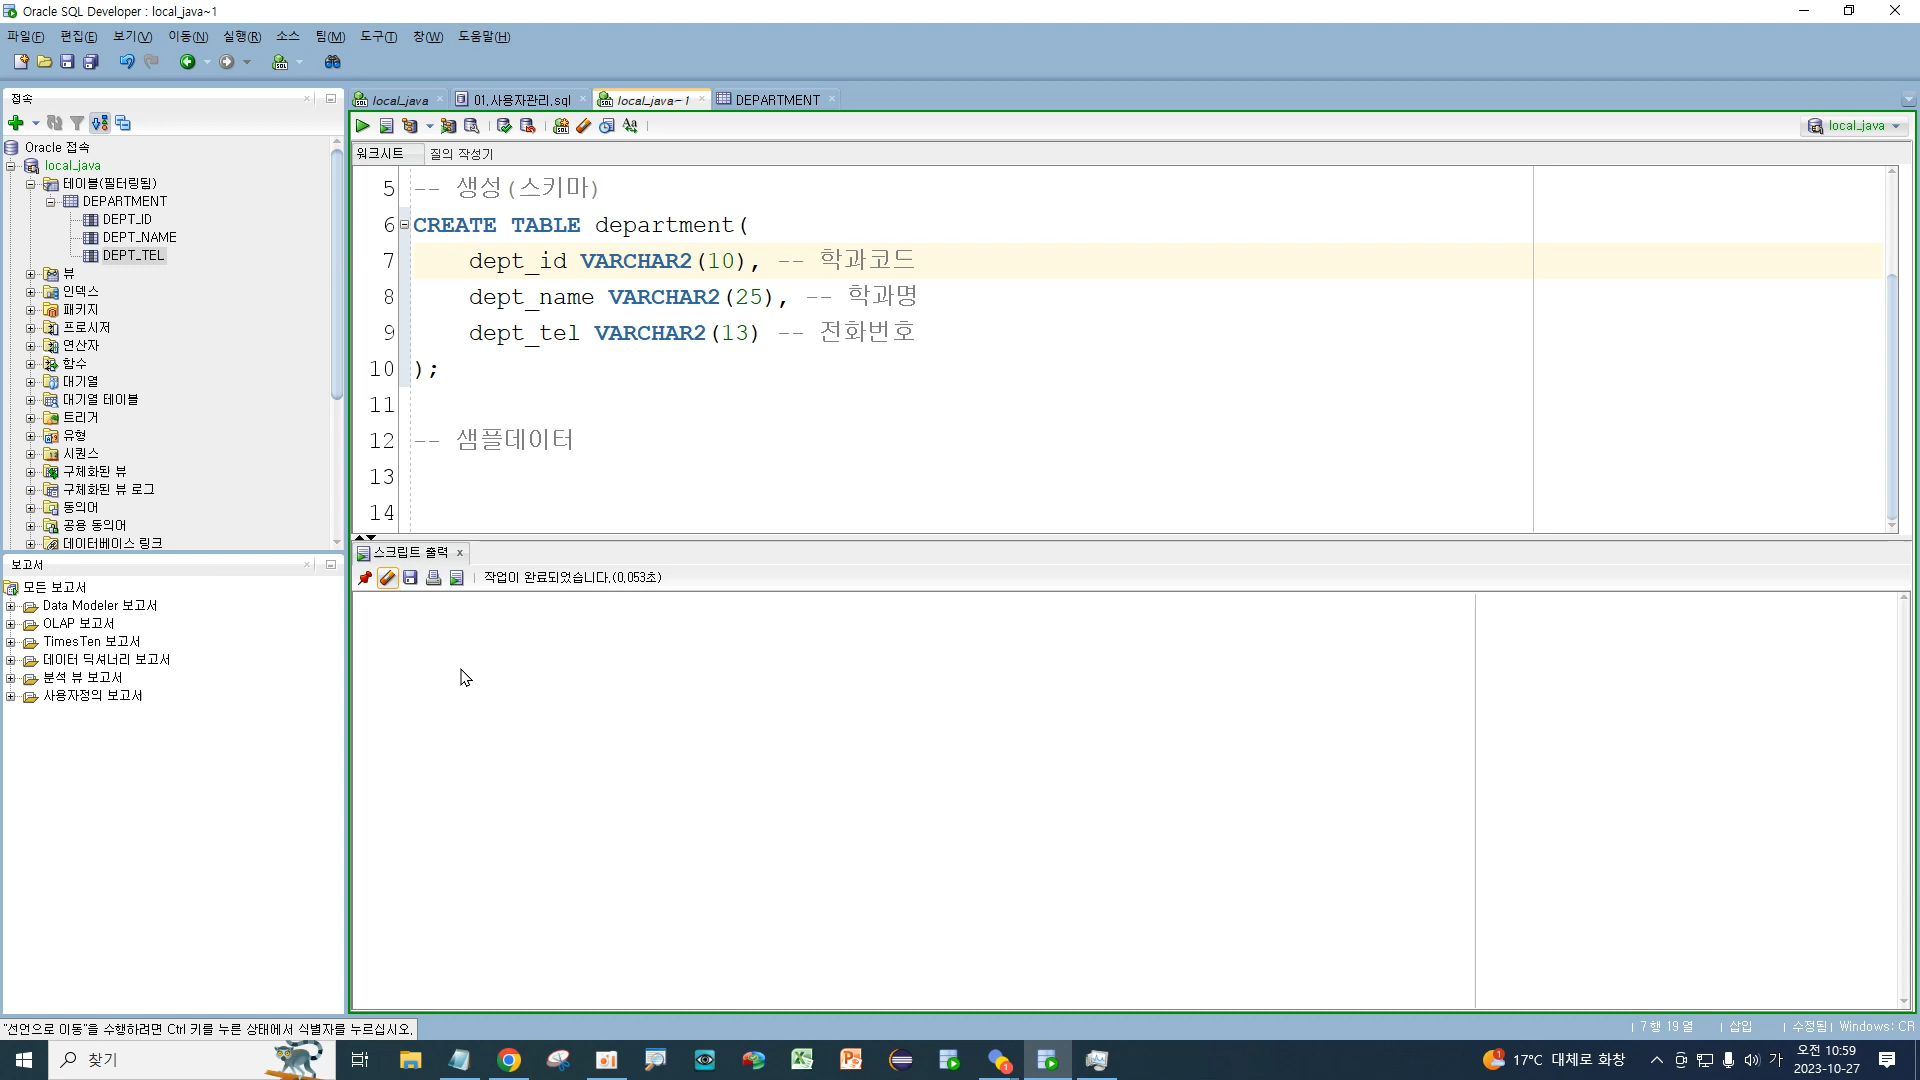 Oracle SQL Developer : local_java~1
파일(F) 편집(E) 보기(V) 이동(N) 실행(R) 소스 팀(M) 도구(T) 창(W) 도움말(H)
접속
local_java
01.사용자관리.sql
local_java~1
DEPARTMENT
local_java
Oracle 접속
local_java
테이블(필터링됨)
DEPARTMENT
DEPT_ID
DEPT_NAME
DEPT_TEL
뷰
인덱스
패키지
프로시저
연산자
함수
대기열
대기열 테이블
트리거
유형
시퀀스
구체화된 뷰
구체화된 뷰 로그
동의어
공용 동의어
데이터베이스 링크
워크시트 질의 작성기
5 -- 생성(스키마)
6 CREATE TABLE department(
7 dept_id VARCHAR2(10), -- 학과코드
8 dept_name VARCHAR2(25), -- 학과명
9 dept_tel VARCHAR2(13) -- 전화번호
10 );
11
12 -- 샘플데이터
13
14
스크립트 출력
작업이 완료되었습니다.(0.053초)
보고서
모든 보고서
Data Modeler 보고서
OLAP 보고서
TimesTen 보고서
데이터 딕셔너리 보고서
분석 뷰 보고서
사용자정의 보고서
"선언으로 이동"을 수행하려면 Ctrl 키를 누른 상태에서 식별자를 누르십시오.
7행 19열 삽입 수정됨 Windows: CR
찾기
17°C 대체로 화창
가
오전 10:59
2023-10-27